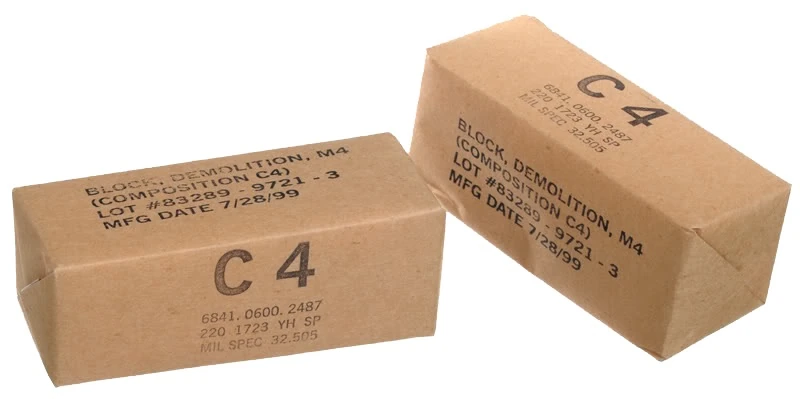 BLOCK, DEMOLITION, M4
(COMPOSITION C4)
LOT #83289 - 9721 - 3
MFG DATE 7/28/99
C 4
6841.0600.2487
220 1723 YH SP
MIL SPEC 32.505
C 4
6841.0600.2487
220 1723 YH SP
MIL SPEC 32.505
BLOCK, DEMOLITION, M4
(COMPOSITION C4)
LOT #83289 - 9721 - 3
MFG DATE 7/28/99